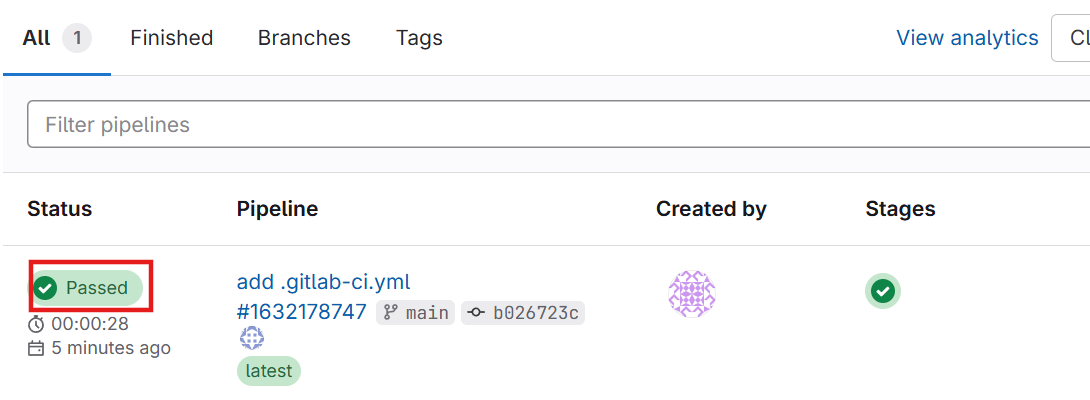 All 1 Finished Branches Tags View analytics
Filter pipelines
Status Pipeline Created by Stages
Passed add .gitlab-ci.yml
00:00:28 #1632178747 main b026723c
5 minutes ago
latest